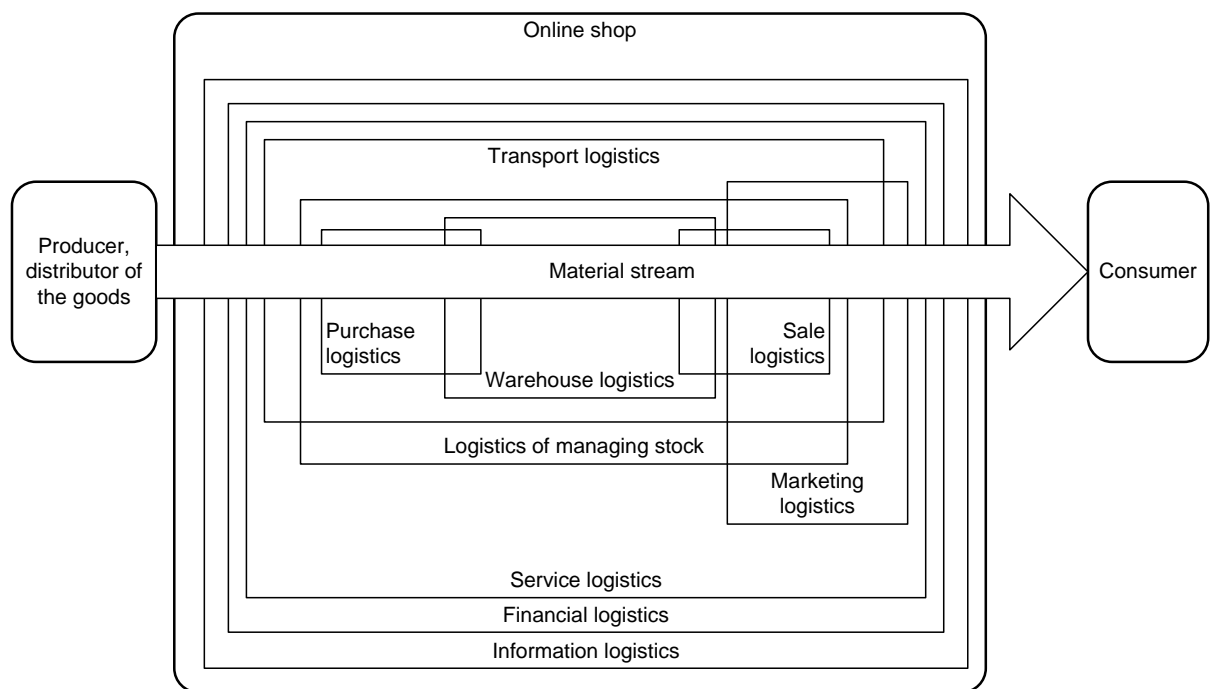 Online shop
Transport logistics
Producer,
distributor of
the goods
Material stream
Consumer
Purchase
logistics
Sale
logistics
Warehouse logistics
Logistics of managing stock
Marketing
logistics
Service logistics
Financial logistics
Information logistics